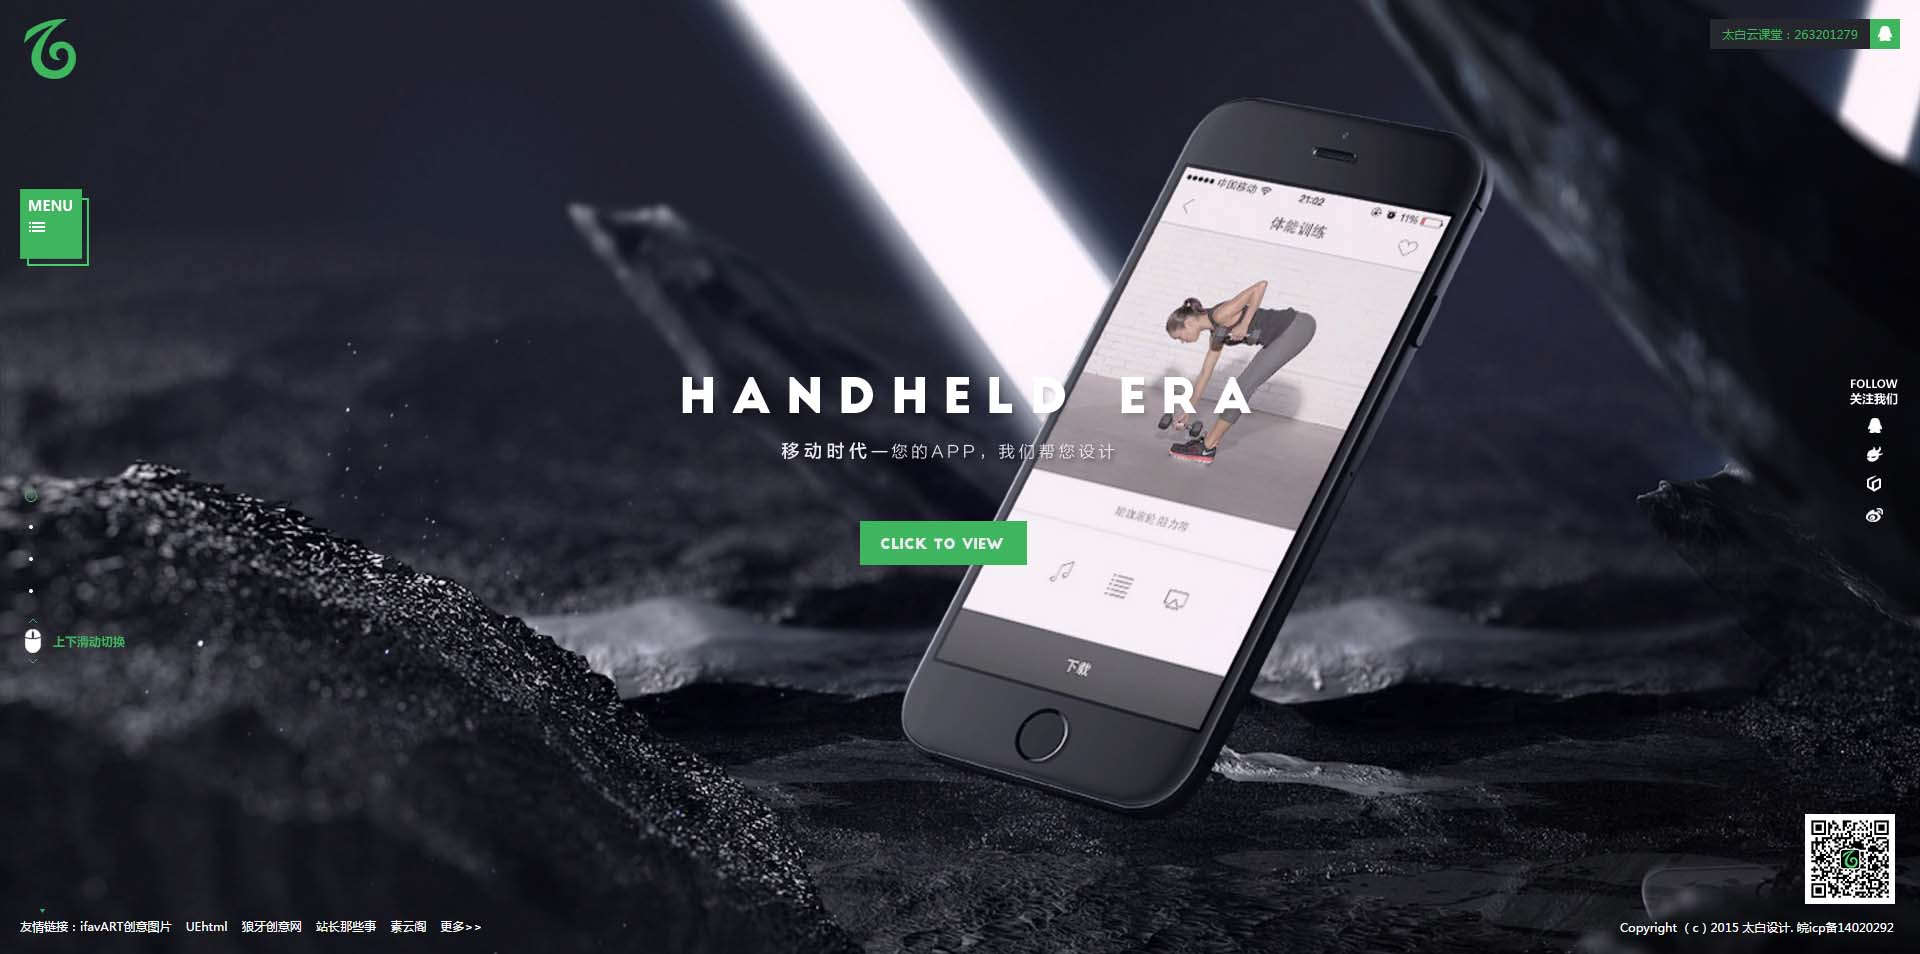 太白云课堂：263201279
MENU
中国移动
21:02
11%
体能训练
HANDHELD ERA
移动时代—您的APP，我们帮您设计
CLICK TO VIEW
下载
FOLLOW
关注我们
上下滑动切换
友情链接：ifavART创意图片 UEhtml 狼牙创意网 站长那些事 素云阁 更多>>
Copyright （c）2015 太白设计. 皖icp备14020292